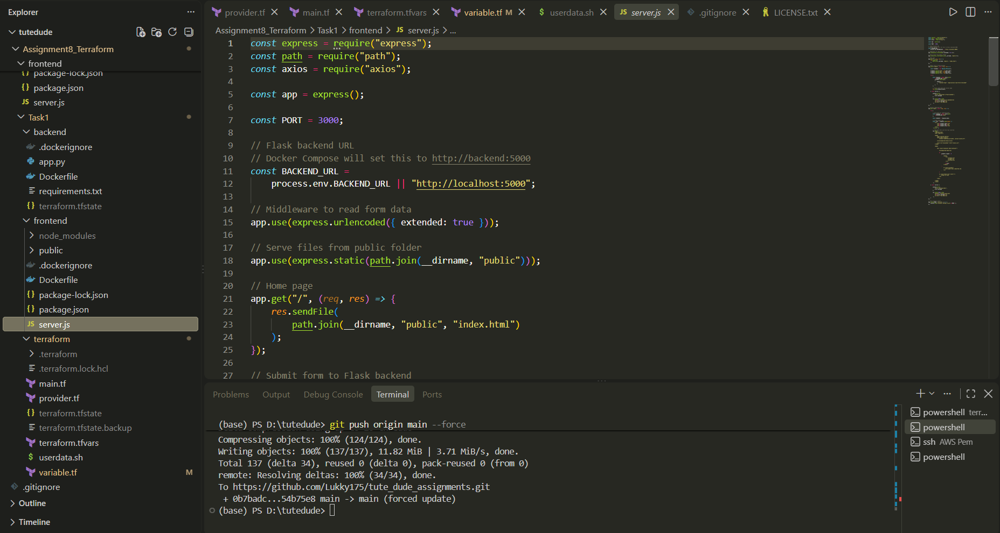 Explorer
tutedude
Assignment8_Terraform
frontend
package-lock.json
package.json
server.js
Task1
backend
.dockerignore
app.py
Dockerfile
requirements.txt
terraform.tfstate
frontend
node_modules
public
.dockerignore
Dockerfile
package-lock.json
package.json
server.js
terraform
.terraform
.terraform.lock.hcl
main.tf
provider.tf
terraform.tfstate
terraform.tfstate.backup
terraform.tfvars
userdata.sh
variable.tf M
.gitignore
Outline
Timeline
provider.tf main.tf terraform.tfvars variable.tf M userdata.sh server.js .gitignore LICENSE.txt
Assignment8_Terraform > Task1 > frontend > JS server.js > ...
1 const express = require("express");
2 const path = require("path");
3 const axios = require("axios");
4
5 const app = express();
6
7 const PORT = 3000;
8
9 // Flask backend URL
10 // Docker Compose will set this to http://backend:5000
11 const BACKEND_URL =
12 process.env.BACKEND_URL || "http://localhost:5000";
13
14 // Middleware to read form data
15 app.use(express.urlencoded({ extended: true }));
16
17 // Serve files from public folder
18 app.use(express.static(path.join(__dirname, "public")));
19
20 // Home page
21 app.get("/", (req, res) => {
22 res.sendFile(
23 path.join(__dirname, "public", "index.html")
24 );
25 });
26
27 // Submit form to Flask backend
Problems Output Debug Console Terminal Ports
(base) PS D:\tutedude> git push origin main --force
Compressing objects: 100% (124/124), done.
Writing objects: 100% (137/137), 11.82 MiB | 3.71 MiB/s, done.
Total 137 (delta 34), reused 0 (delta 0), pack-reused 0 (from 0)
remote: Resolving deltas: 100% (34/34), done.
To https://github.com/Lukky175/tute_dude_assignments.git
+ 0b7badc...54b75e8 main -> main (forced update)
(base) PS D:\tutedude>
powershell terr...
powershell
ssh AWS Pem
powershell